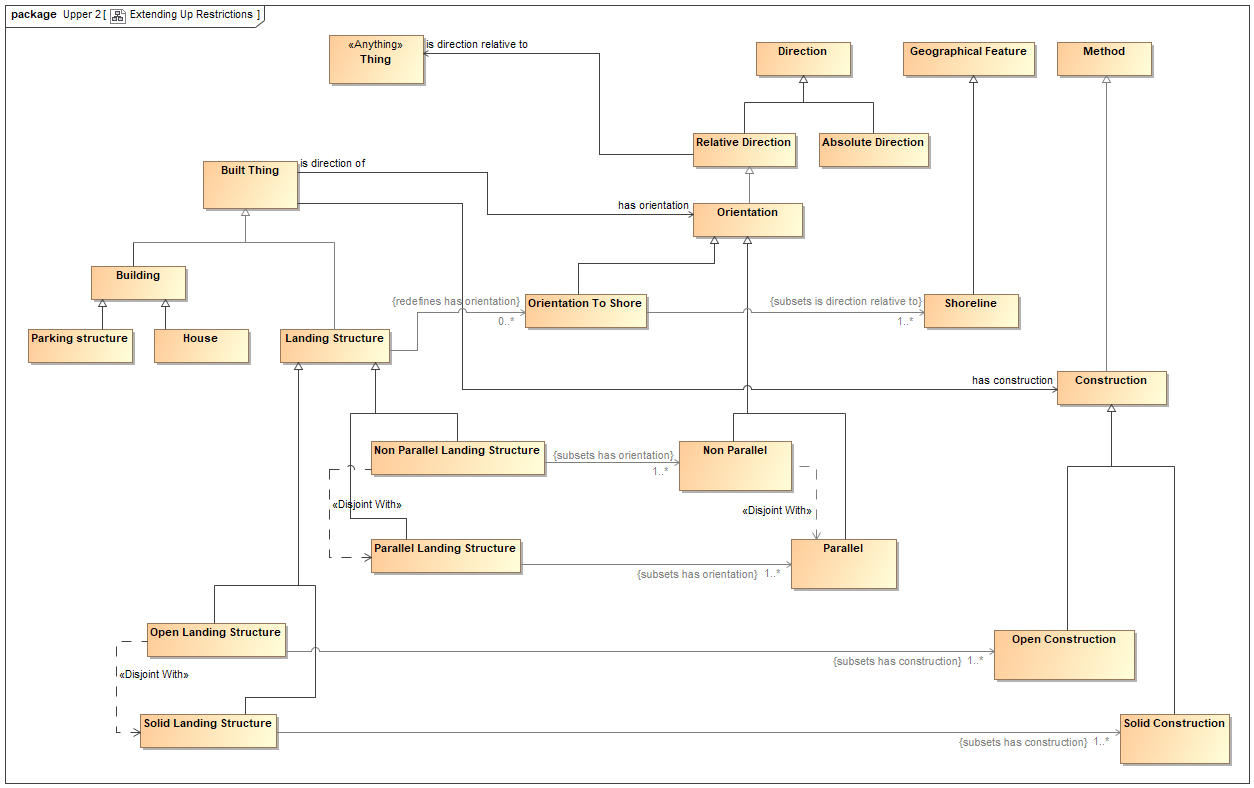 package Upper 2 [ Extending Up Restrictions ]
«Anything»
Thing
is direction relative to
Direction
Geographical Feature
Method
Relative Direction
Absolute Direction
Built Thing
is direction of
has orientation
Orientation
Building
{redefines has orientation}
0..*
Orientation To Shore
{subsets is direction relative to}
1..*
Shoreline
Parking structure
House
Landing Structure
has construction
Construction
Non Parallel Landing Structure
{subsets has orientation}
1..*
Non Parallel
«Disjoint With»
«Disjoint With»
Parallel Landing Structure
{subsets has orientation} 1..*
Parallel
Open Landing Structure
{subsets has construction} 1..*
Open Construction
«Disjoint With»
Solid Landing Structure
{subsets has construction} 1..*
Solid Construction